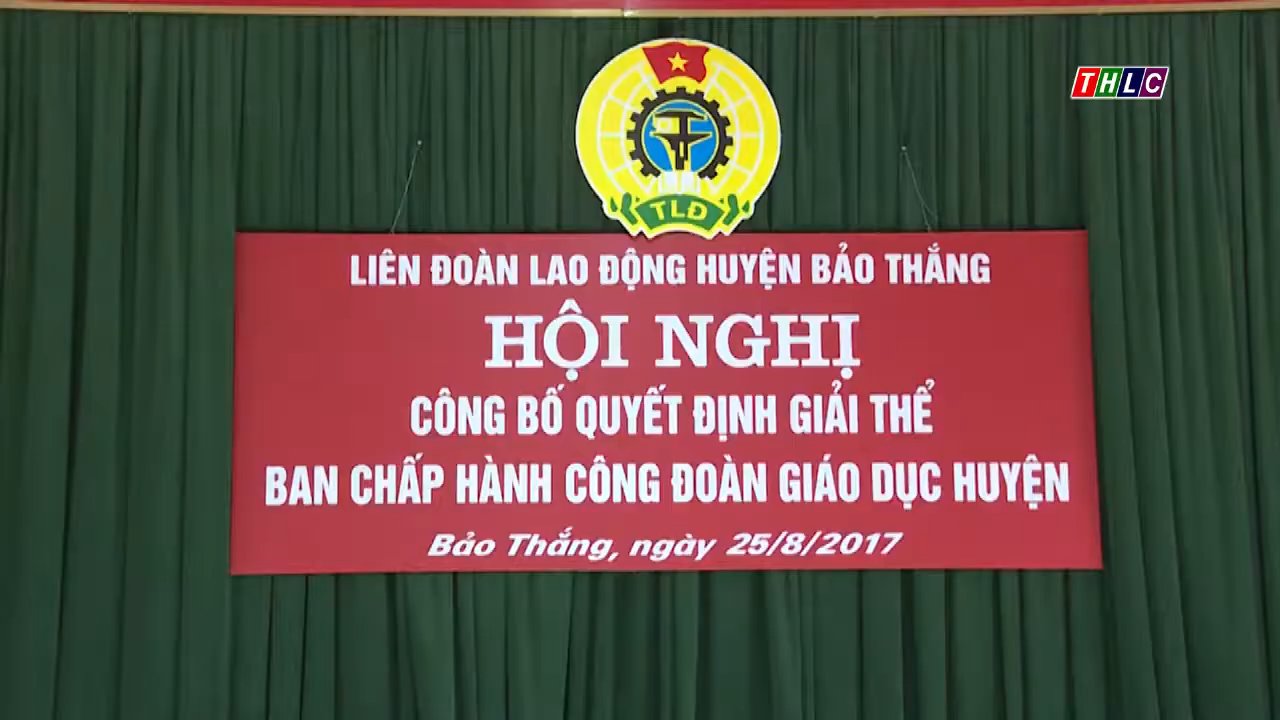 THLC
TLĐ
LIÊN ĐOÀN LAO ĐỘNG HUYỆN BẢO THẮNG
HỘI NGHỊ
CÔNG BỐ QUYẾT ĐỊNH GIẢI THỂ
BAN CHẤP HÀNH CÔNG ĐOÀN GIÁO DỤC HUYỆN
Bảo Thắng, ngày 25/8/2017